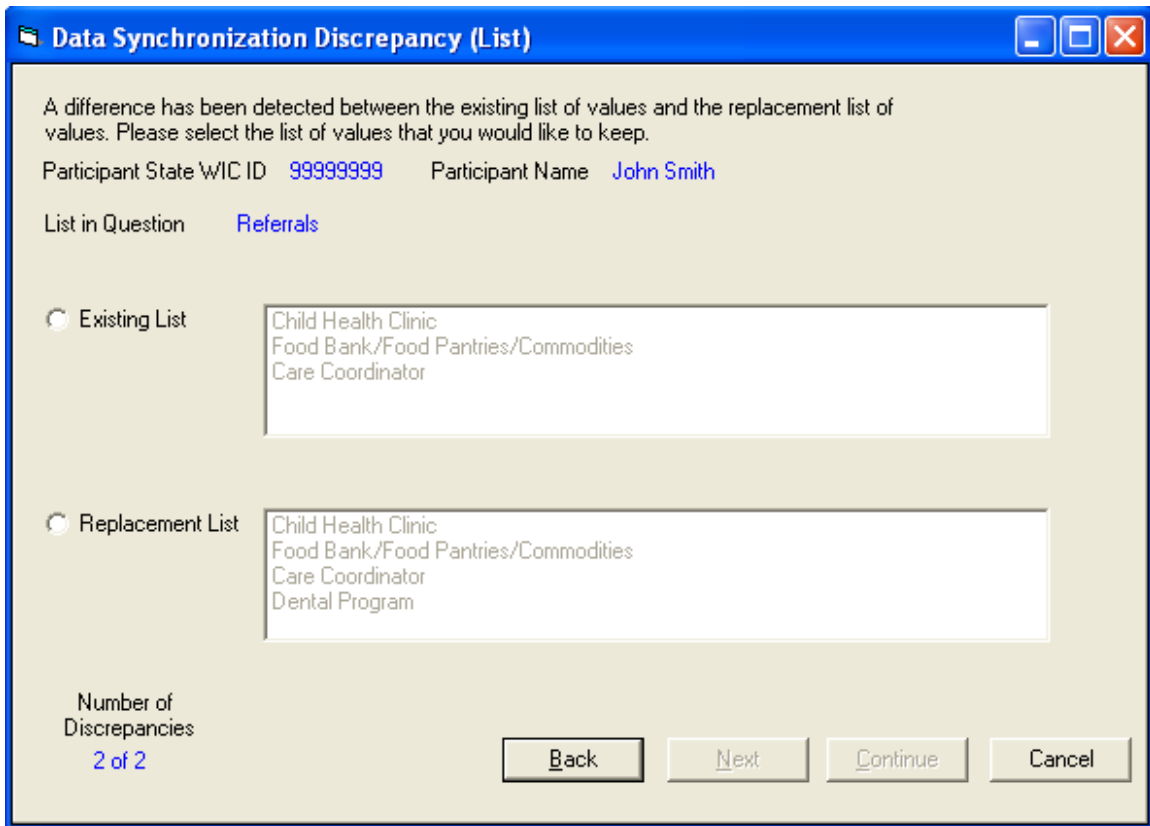 Data Synchronization Discrepancy (List)
A difference has been detected between the existing list of values and the replacement list of
values. Please select the list of values that you would like to keep.
Participant State WIC ID 99999999 Participant Name John Smith
List in Question Referrals
Existing List
Child Health Clinic
Food Bank/Food Pantries/Commodities
Care Coordinator
Replacement List
Child Health Clinic
Food Bank/Food Pantries/Commodities
Care Coordinator
Dental Program
Number of
Discrepancies
2 of 2
Back Next Continue Cancel